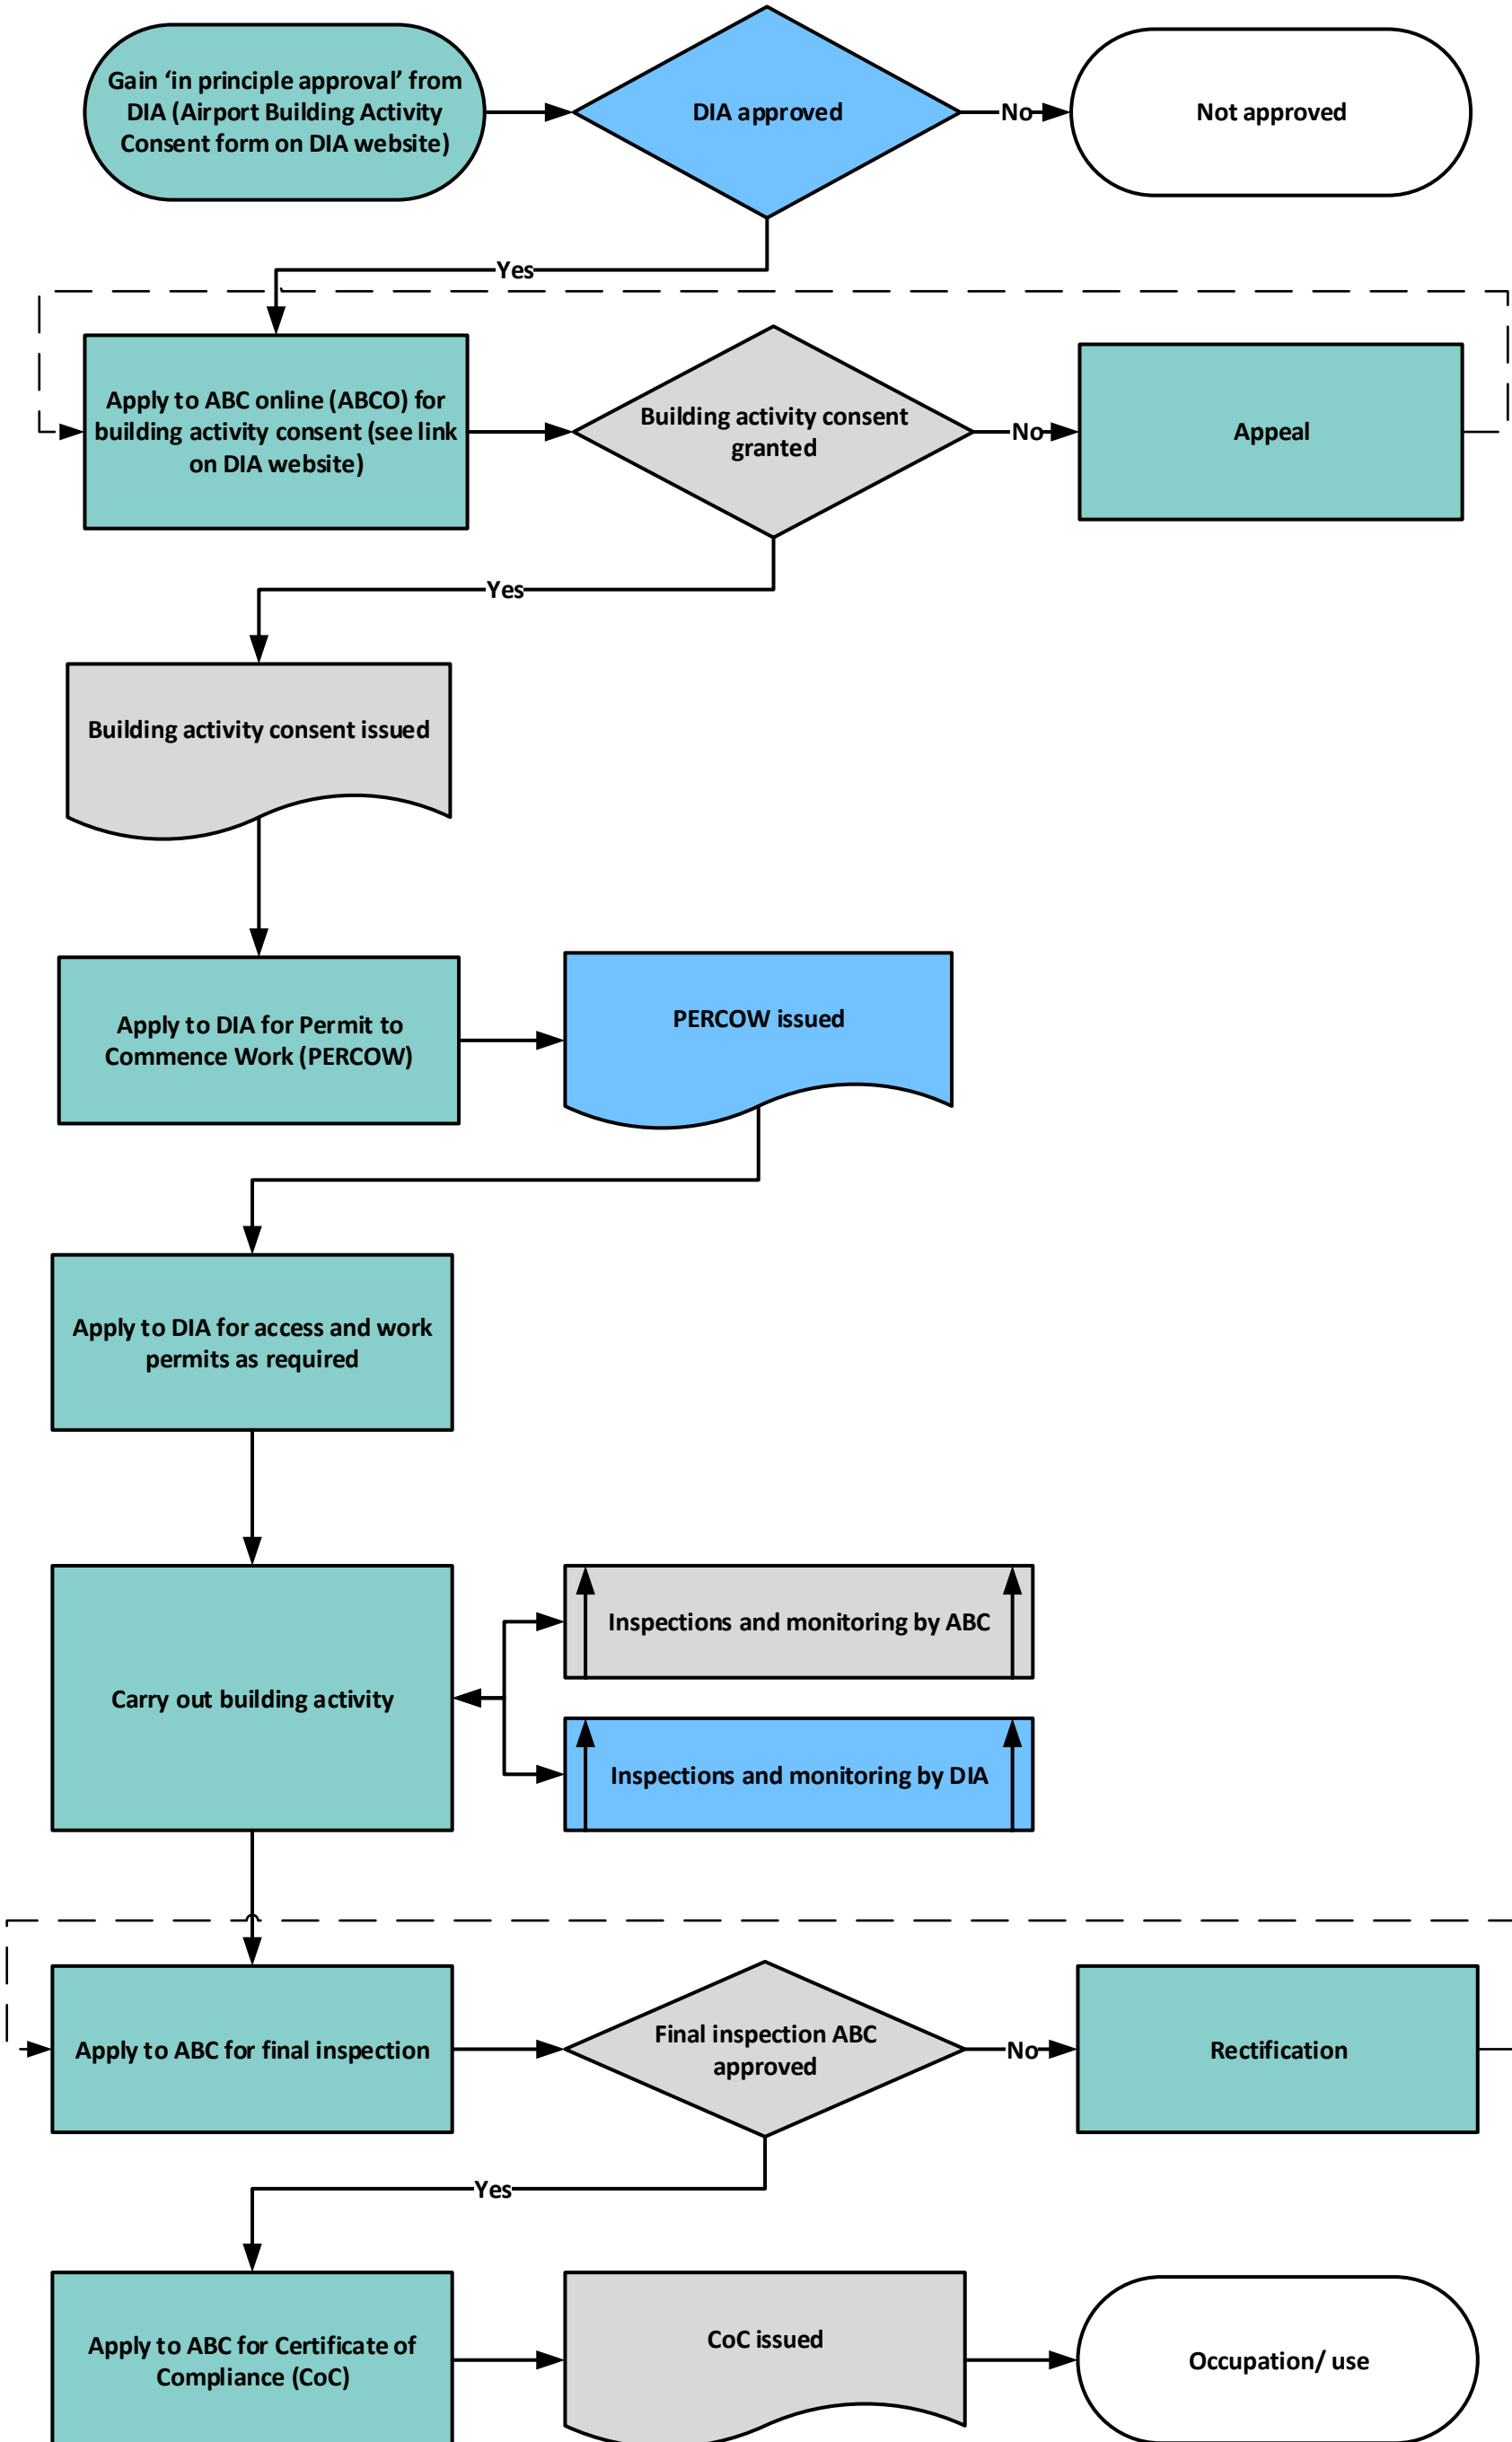 Gain ‘in principle approval’ from
DIA (Airport Building Activity
Consent form on DIA website)
DIA approved
No
Not approved
Yes
Apply to ABC online (ABCO) for
building activity consent (see link
on DIA website)
Building activity consent
granted
No
Appeal
Yes
Building activity consent issued
Apply to DIA for Permit to
Commence Work (PERCOW)
PERCOW issued
Apply to DIA for access and work
permits as required
Carry out building activity
Inspections and monitoring by ABC
Inspections and monitoring by DIA
Apply to ABC for final inspection
Final inspection ABC
approved
No
Rectification
Yes
Apply to ABC for Certificate of
Compliance (CoC)
CoC issued
Occupation/ use